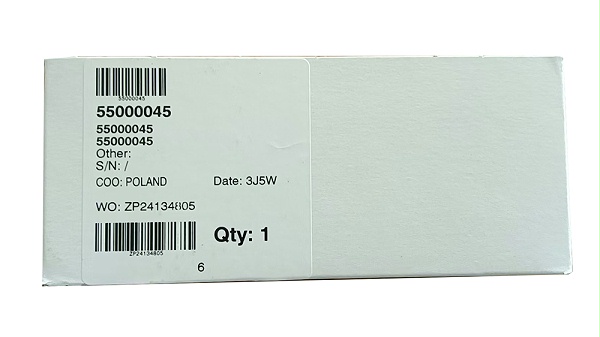 55000045
55000045
55000045
55000045
Other:
S/N: /
COO: POLAND Date: 3J5W
WO: ZP24134805
Qty: 1
ZP24134805
6